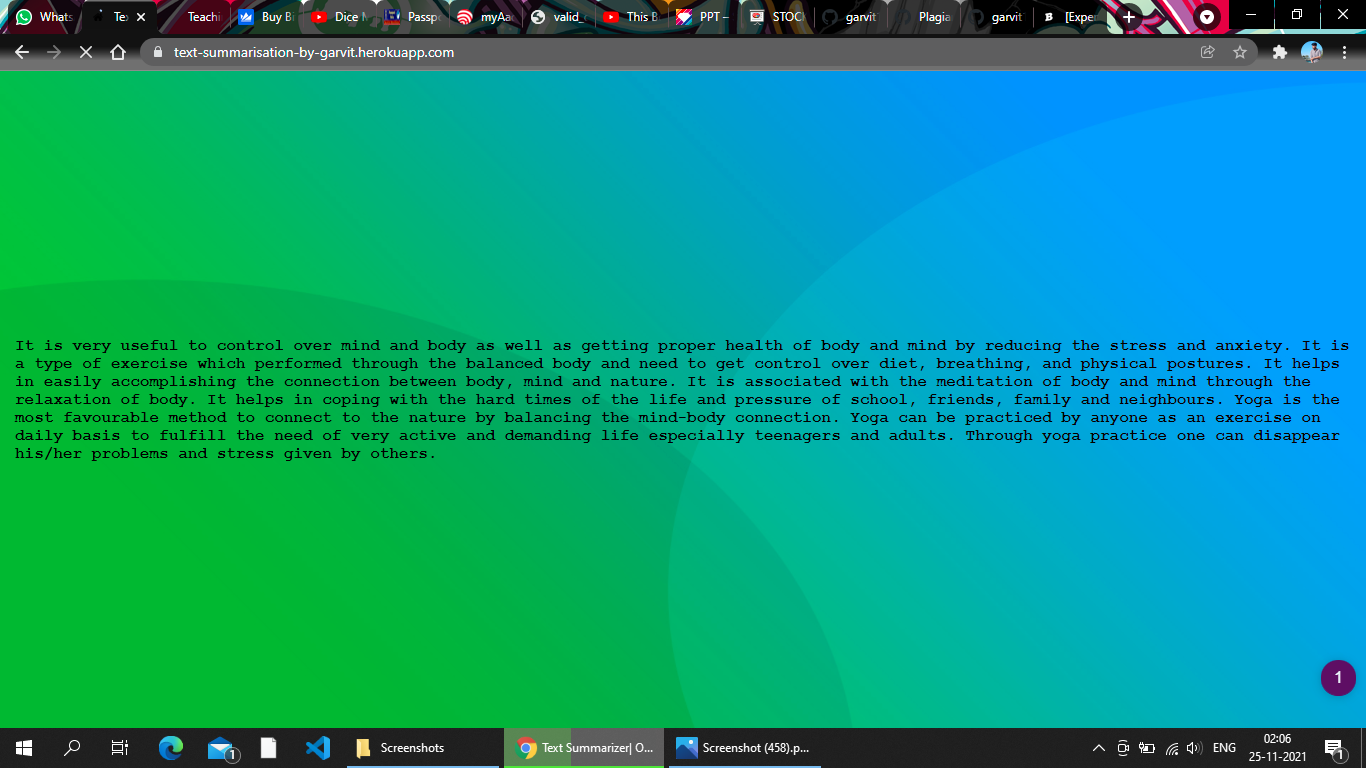 Whats
Te
Teachi
Buy B
Dice M
Passp
myAa
valid_
This B
PPT –
STOC
garvit
Plagia
garvit
[Exper
text-summarisation-by-garvit.herokuapp.com
It is very useful to control over mind and body as well as getting proper health of body and mind by reducing the stress and anxiety. It is
a type of exercise which performed through the balanced body and need to get control over diet, breathing, and physical postures. It helps
in easily accomplishing the connection between body, mind and nature. It is associated with the meditation of body and mind through the
relaxation of body. It helps in coping with the hard times of the life and pressure of school, friends, family and neighbours. Yoga is the
most favourable method to connect to the nature by balancing the mind-body connection. Yoga can be practiced by anyone as an exercise on
daily basis to fulfill the need of very active and demanding life especially teenagers and adults. Through yoga practice one can disappear
his/her problems and stress given by others.
1
1
Screenshots
Text Summarizer| O...
Screenshot (458).p...
ENG
02:06
25-11-2021
1